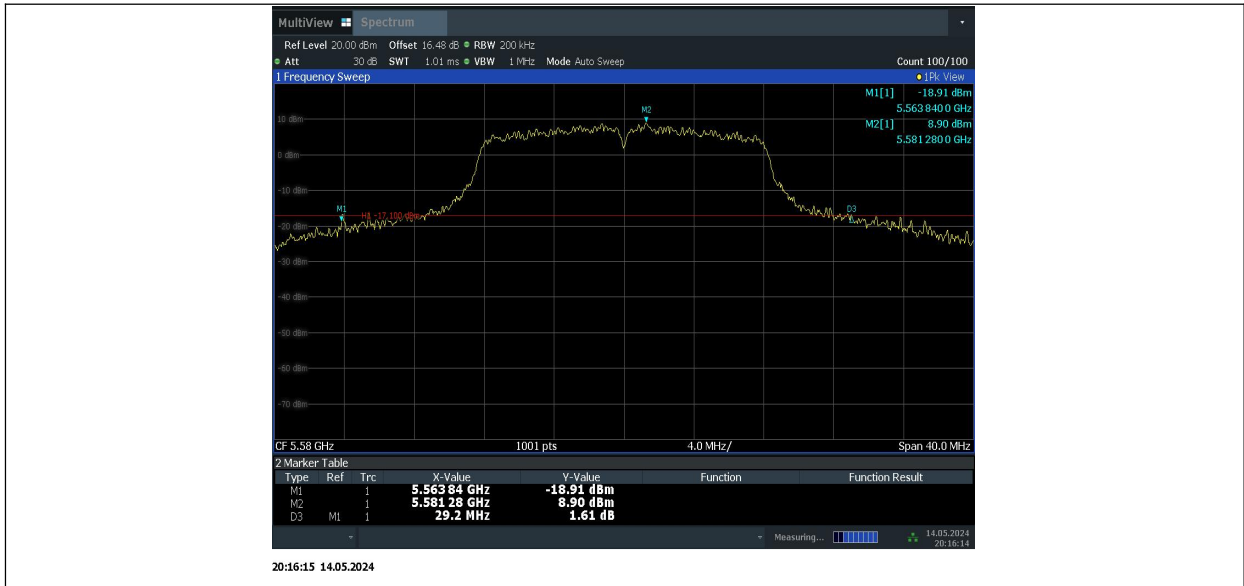 MultiView Spectrum
Ref Level 20.00 dBm Offset 16.48 dB RBW 200 kHz
Att 30 dB SWT 1.01 ms VBW 1 MHz Mode Auto Sweep Count 100/100
1 Frequency Sweep 1Pk View
M1[1] -18.91 dBm
5.563 840 0 GHz
M2[1] 8.90 dBm
5.581 280 0 GHz
M2
10 dBm
0 dBm
-10 dBm
M1 D3
H1 -17.100 dBm
-20 dBm
-30 dBm
-40 dBm
-50 dBm
-60 dBm
-70 dBm
CF 5.58 GHz 1001 pts 4.0 MHz/ Span 40.0 MHz
2 Marker Table
Type Ref Trc X-Value Y-Value Function Function Result
M1 1 5.563 84 GHz -18.91 dBm
M2 1 5.581 28 GHz 8.90 dBm
D3 M1 1 29.2 MHz 1.61 dB
Measuring... 14.05.2024
20:16:14
20:16:15 14.05.2024